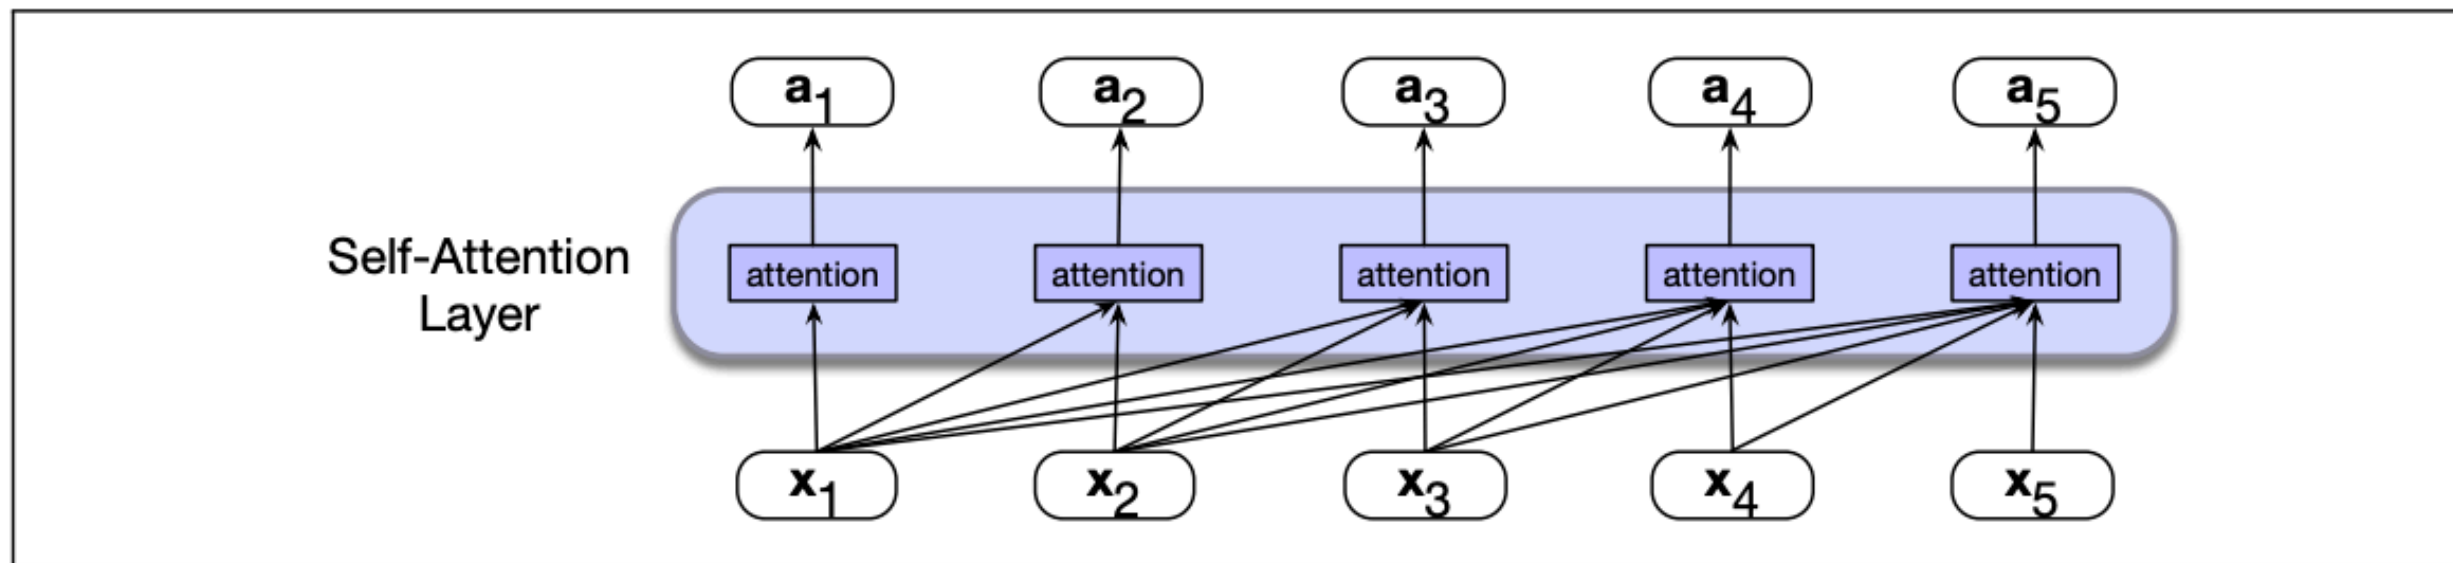 a1 a2 a3 a4 a5
Self-Attention
Layer
attention attention attention attention attention
x1 x2 x3 x4 x5